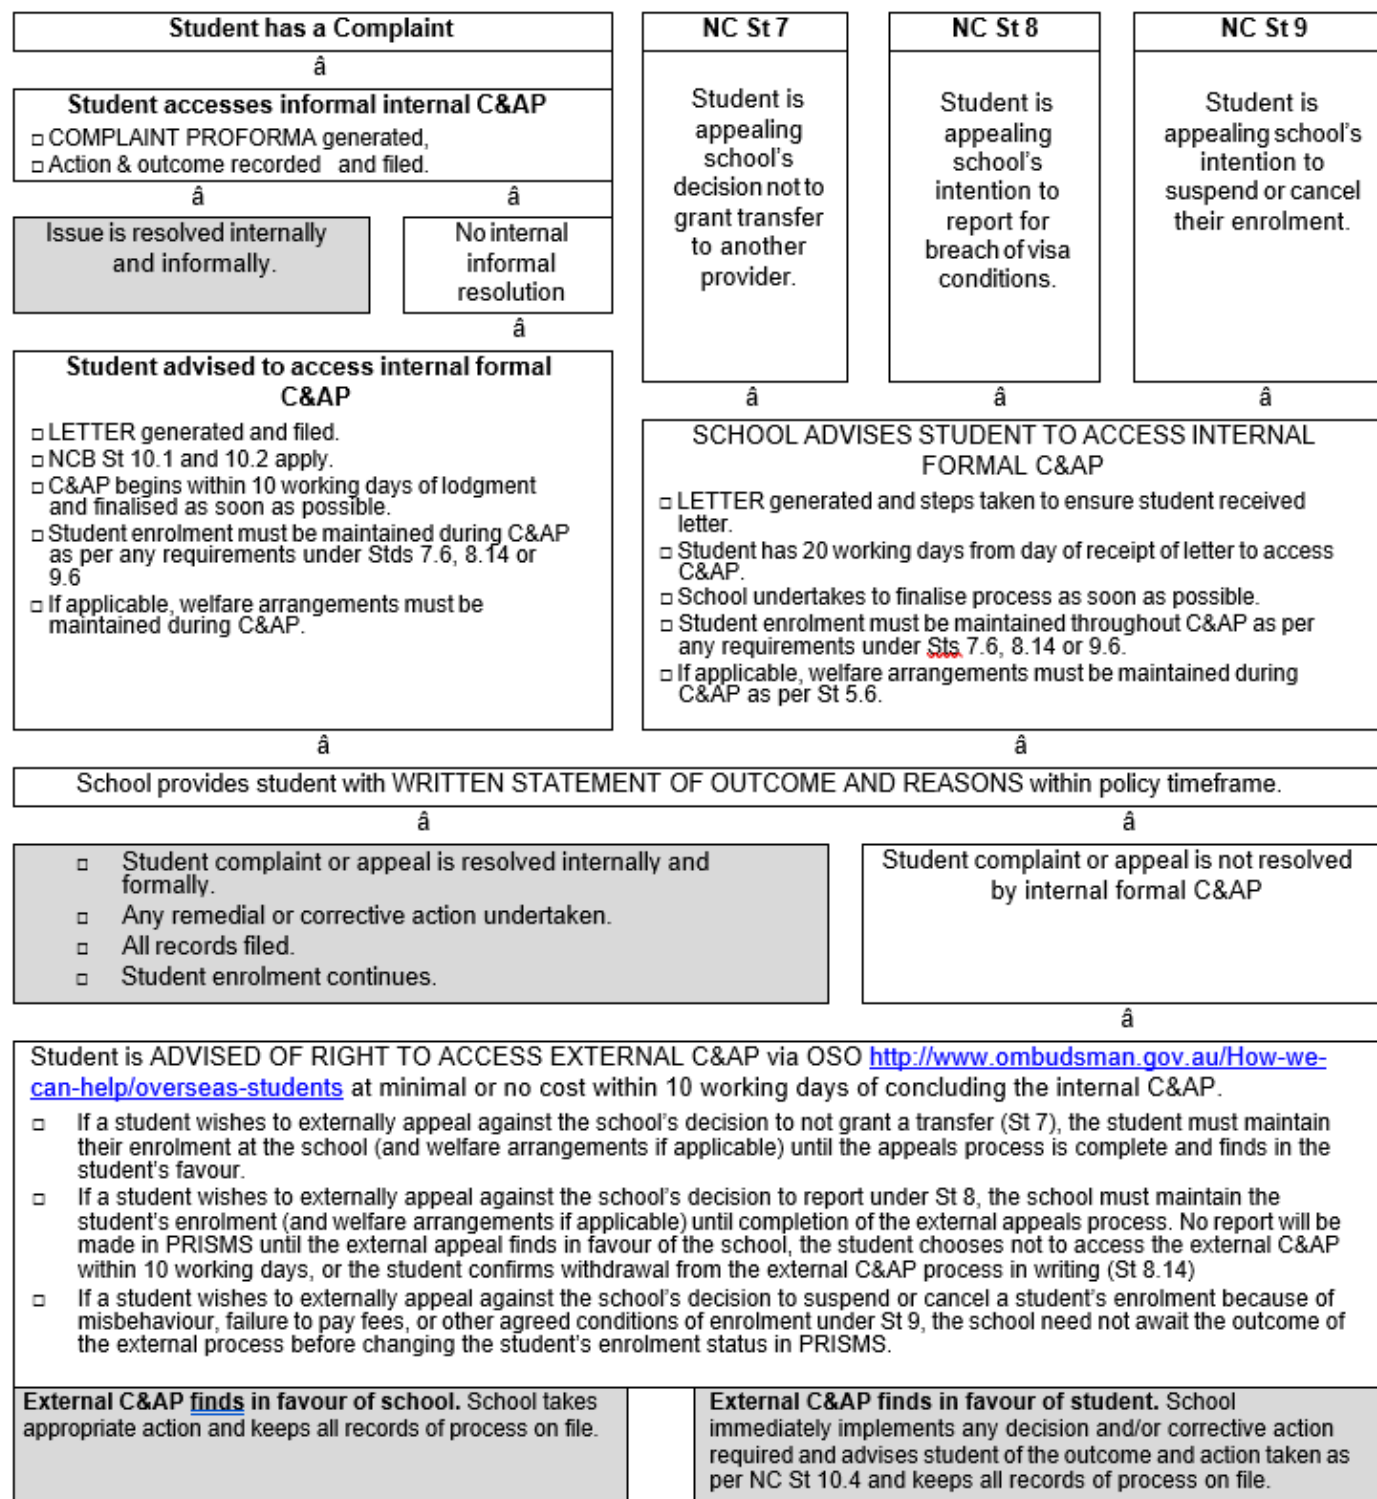 Student has a Complaint
â
Student accesses informal internal C&AP
□ COMPLAINT PROFORMA generated,
□ Action & outcome recorded and filed.
â â
Issue is resolved internally
and informally.
No internal
informal
resolution
â
Student advised to access internal formal
C&AP
□ LETTER generated and filed.
□ NCB St 10.1 and 10.2 apply.
□ C&AP begins within 10 working days of lodgment
and finalised as soon as possible.
□ Student enrolment must be maintained during C&AP
as per any requirements under Stds 7.6, 8.14 or
9.6
□ If applicable, welfare arrangements must be
maintained during C&AP.
â
NC St 7
Student is
appealing
school’s
decision not to
grant transfer
to another
provider.
â
NC St 8
Student is
appealing
school’s
intention to
report for
breach of visa
conditions.
â
NC St 9
Student is
appealing school’s
intention to
suspend or cancel
their enrolment.
â
SCHOOL ADVISES STUDENT TO ACCESS INTERNAL
FORMAL C&AP
□ LETTER generated and steps taken to ensure student received
letter.
□ Student has 20 working days from day of receipt of letter to access
C&AP.
□ School undertakes to finalise process as soon as possible.
□ Student enrolment must be maintained throughout C&AP as per
any requirements under Sts 7.6, 8.14 or 9.6.
□ If applicable, welfare arrangements must be maintained during
C&AP as per St 5.6.
â
School provides student with WRITTEN STATEMENT OF OUTCOME AND REASONS within policy timeframe.
â â
□ Student complaint or appeal is resolved internally and
formally.
□ Any remedial or corrective action undertaken.
□ All records filed.
□ Student enrolment continues.
Student complaint or appeal is not resolved
by internal formal C&AP
â
Student is ADVISED OF RIGHT TO ACCESS EXTERNAL C&AP via OSO http://www.ombudsman.gov.au/How-we-
can-help/overseas-students at minimal or no cost within 10 working days of concluding the internal C&AP.
□ If a student wishes to externally appeal against the school’s decision to not grant a transfer (St 7), the student must maintain
their enrolment at the school (and welfare arrangements if applicable) until the appeals process is complete and finds in the
student’s favour.
□ If a student wishes to externally appeal against the school’s decision to report under St 8, the school must maintain the
student’s enrolment (and welfare arrangements if applicable) until completion of the external appeals process. No report will be
made in PRISMS until the external appeal finds in favour of the school, the student chooses not to access the external C&AP
within 10 working days, or the student confirms withdrawal from the external C&AP process in writing (St 8.14)
□ If a student wishes to externally appeal against the school’s decision to suspend or cancel a student’s enrolment because of
misbehaviour, failure to pay fees, or other agreed conditions of enrolment under St 9, the school need not await the outcome of
the external process before changing the student’s enrolment status in PRISMS.
External C&AP finds in favour of school. School takes
appropriate action and keeps all records of process on file.
External C&AP finds in favour of student. School
immediately implements any decision and/or corrective action
required and advises student of the outcome and action taken as
per NC St 10.4 and keeps all records of process on file.